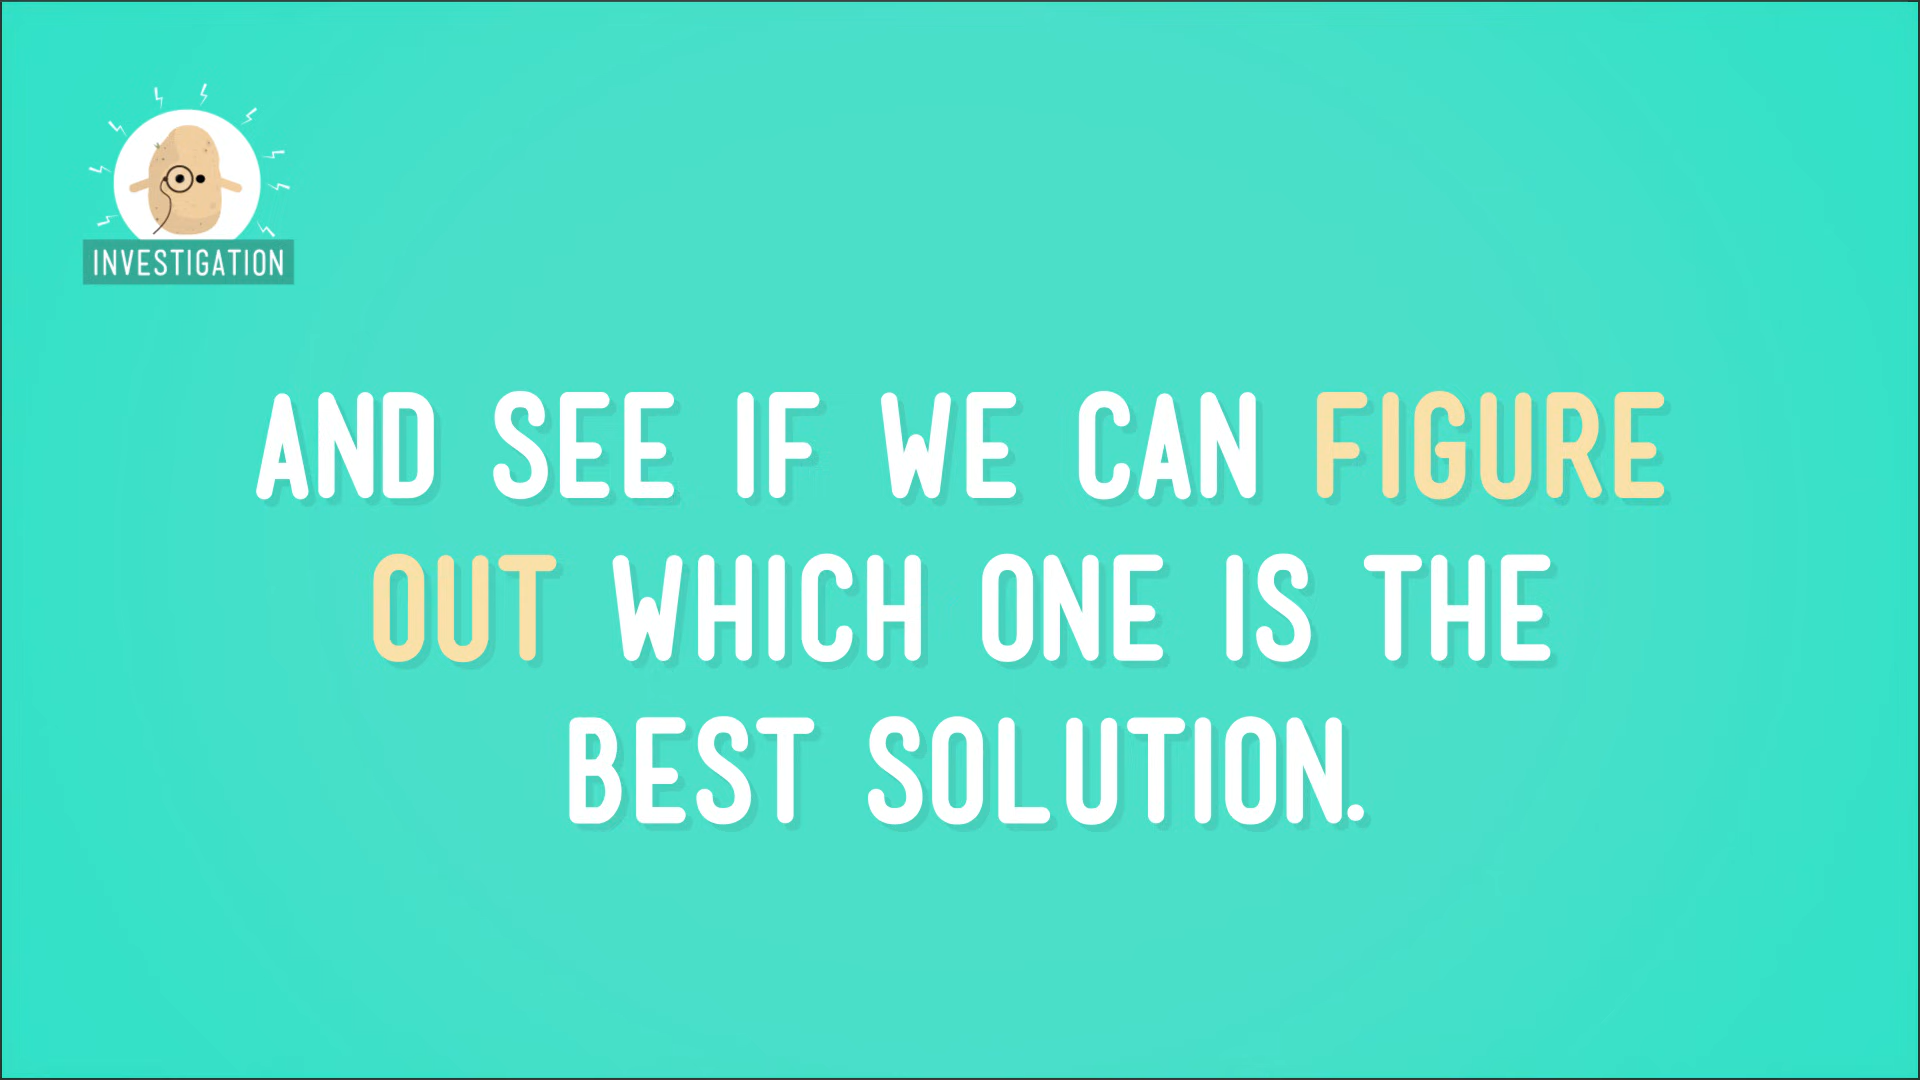 INVESTIGATION
AND SEE IF WE CAN FIGURE
OUT WHICH ONE IS THE
BEST SOLUTION.